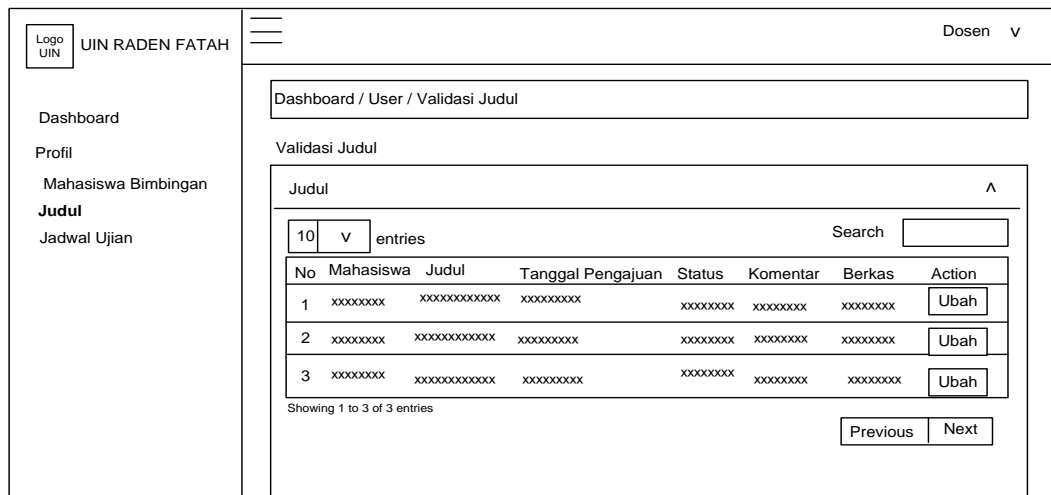 Logo
UIN
UIN RADEN FATAH
Dosen v
Dashboard
Profil
Mahasiswa Bimbingan
Judul
Jadwal Ujian
Dashboard / User / Validasi Judul
Validasi Judul
Judul
10 v entries Search
No Mahasiswa Judul Tanggal Pengajuan Status Komentar Berkas Action
1 xxxxxxxx xxxxxxxxxxxx xxxxxxxxx xxxxxxxx xxxxxxxx xxxxxxxx Ubah
2 xxxxxxxx xxxxxxxxxxxx xxxxxxxxx xxxxxxxx xxxxxxxx xxxxxxxx Ubah
3 xxxxxxxx xxxxxxxxxxxx xxxxxxxxx xxxxxxxx xxxxxxxx xxxxxxxx Ubah
Showing 1 to 3 of 3 entries
Previous Next